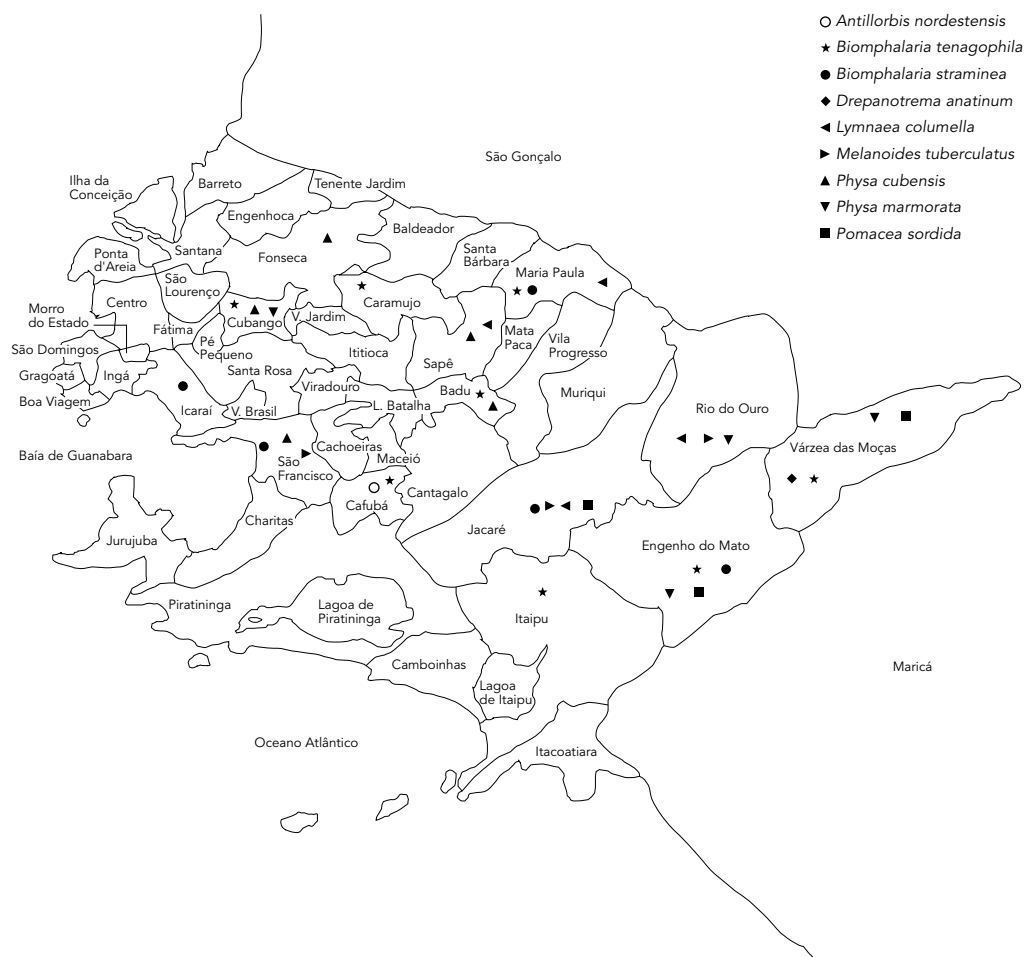 Antillorbis nordestensis
Biomphalaria tenagophila
Biomphalaria straminea
Drepanotrema anatinum
Lymnaea columella
Melanoides tuberculatus
Physa cubensis
Physa marmorata
Pomacea sordida
São Gonçalo
Ilha da
Conceição
Barreto
Tenente Jardim
Engenhoca
Baldeador
Ponta
d'Areia
Santana
Fonseca
Santa
Bárbara
Maria Paula
São
Lourenço
Centro
Caramujo
Morro
do Estado
Fátima
Cubango
V. Jardim
Mata
Paca
Vila
Progresso
Pé
Pequeno
São Domingos
Ititioca
Sapê
Gragoatá
Ingá
Santa Rosa
Viradouro
Badu
Muriqui
Boa Viagem
Icaraí
V. Brasil
L. Batalha
Rio do Ouro
Várzea das Moças
Baía de Guanabara
São
Francisco
Cachoeiras
Maceió
Cantagalo
Cafubá
Charitas
Jacaré
Jurujuba
Engenho do Mato
Piratininga
Lagoa de
Piratininga
Itaipu
Camboinhas
Maricá
Lagoa
de Itaipu
Oceano Atlântico
Itacoatiara